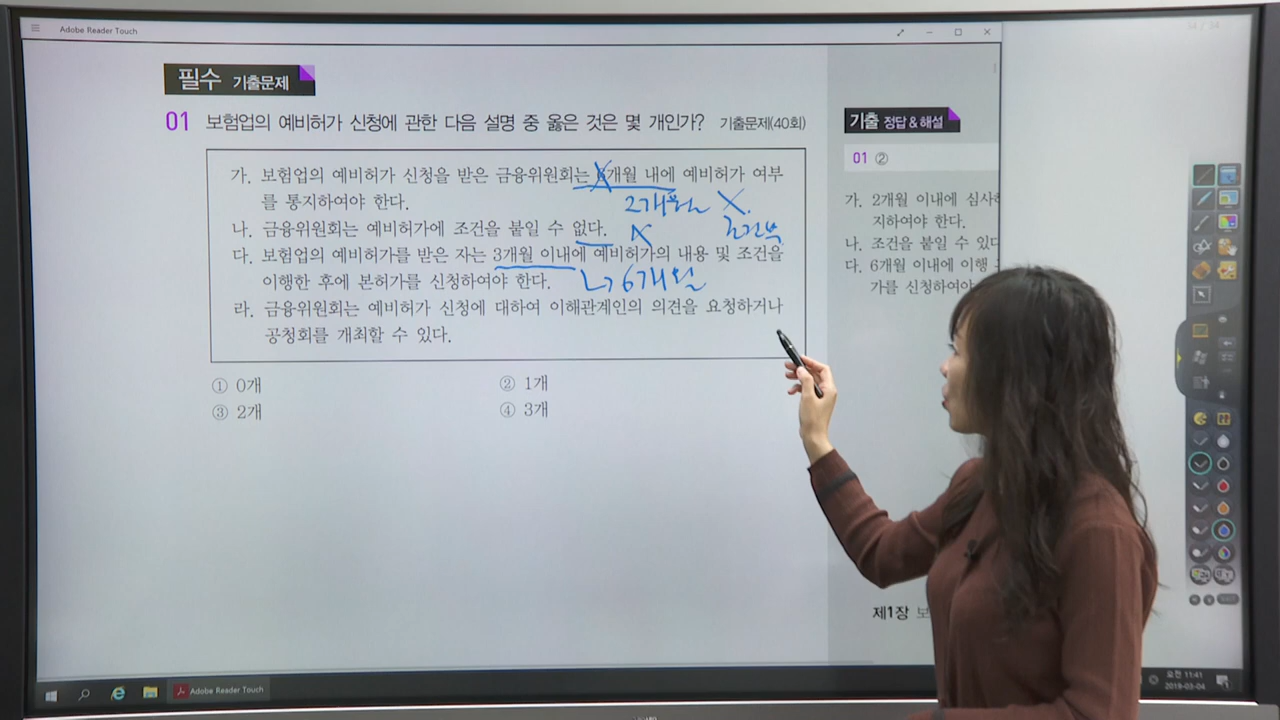 Adobe Reader Touch
필수 기출문제
01 보험업의 예비허가 신청에 관한 다음 설명 중 옳은 것은 몇 개인가? 기출문제(40회)
가. 보험업의 예비허가 신청을 받은 금융위원회는 개월 내에 예비허가 여부
를 통지하여야 한다.
2개월 X
나. 금융위원회는 예비허가에 조건을 붙일 수 없다. X
다. 보험업의 예비허가를 받은 자는 3개월 이내에 예비허가의 내용 및 조건을
이행한 후에 본허가를 신청하여야 한다. 6개월
라. 금융위원회는 예비허가 신청에 대하여 이해관계인의 의견을 요청하거나
공청회를 개최할 수 있다.
① 0개
② 1개
③ 2개
④ 3개
기출 정답 & 해설
01 ②
가. 2개월 이내에 심사하
지하여야 한다.
나. 조건을 붙일 수 있다
다. 6개월 이내에 이행
가를 신청하여야
제1장 보
Adobe Reader Touch
오전 11:41
2019-03-04